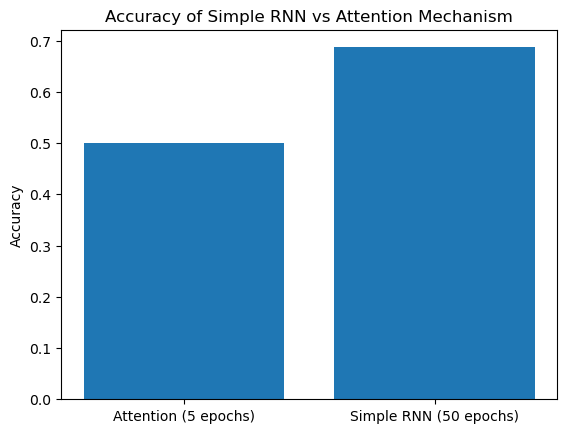 Accuracy of Simple RNN vs Attention Mechanism
0.7
0.6
0.5
0.4
0.3
0.2
0.1
0.0
Accuracy
Attention (5 epochs)
Simple RNN (50 epochs)